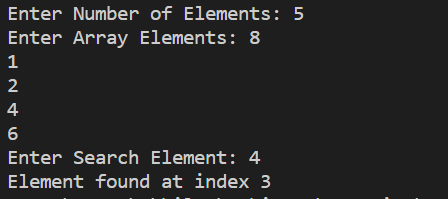 Enter Number of Elements: 5
Enter Array Elements: 8
1
2
4
6
Enter Search Element: 4
Element found at index 3